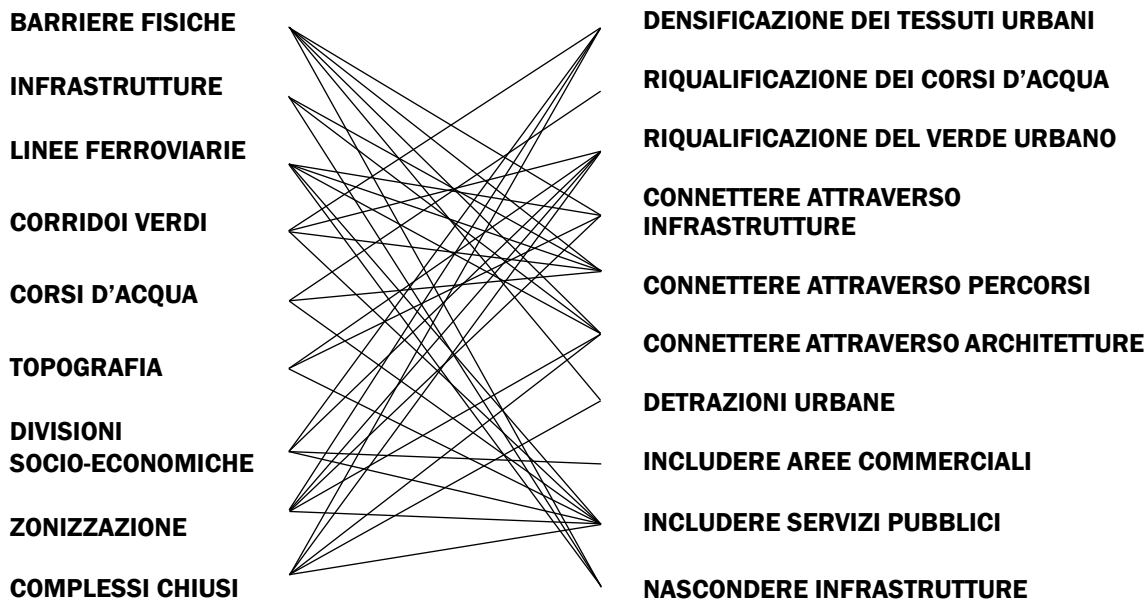 BARRIERE FISICHE
INFRASTRUTTURE
LINEE FERROVIARIE
CORRIDOI VERDI
CORSI D'ACQUA
TOPOGRAFIA
DIVISIONI
SOCIO-ECONOMICHE
ZONIZZAZIONE
COMPLESSI CHIUSI
DENSIFICAZIONE DEI TESSUTI URBANI
RIQUALIFICAZIONE DEI CORSI D'ACQUA
RIQUALIFICAZIONE DEL VERDE URBANO
CONNETTERE ATTRAVERSO
INFRASTRUTTURE
CONNETTERE ATTRAVERSO PERCORSI
CONNETTERE ATTRAVERSO ARCHITETTURE
DETRAZIONI URBANE
INCLUDERE AREE COMMERCIALI
INCLUDERE SERVIZI PUBBLICI
NASCONDERE INFRASTRUTTURE